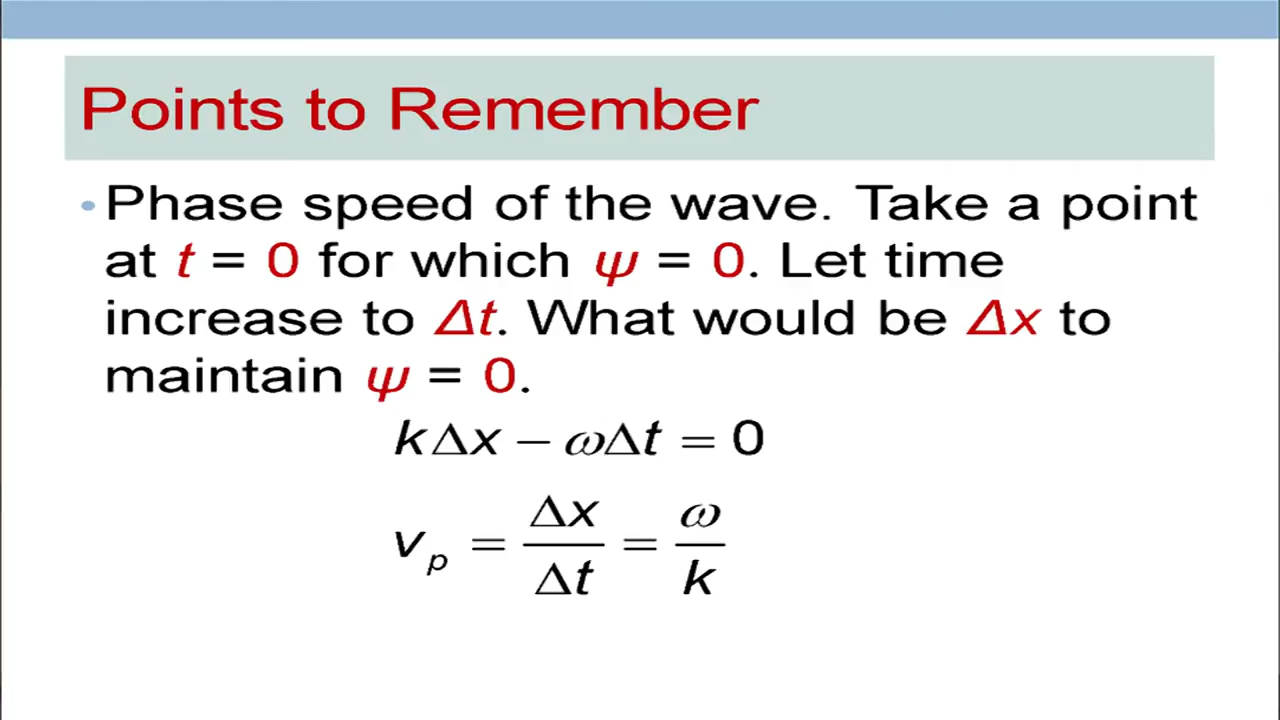 Points to Remember
• Phase speed of the wave. Take a point
at t = 0 for which ψ = 0. Let time
increase to Δt. What would be Δx to
maintain ψ = 0.
kΔx − ωΔt = 0
v_p = Δx/Δt = ω/k